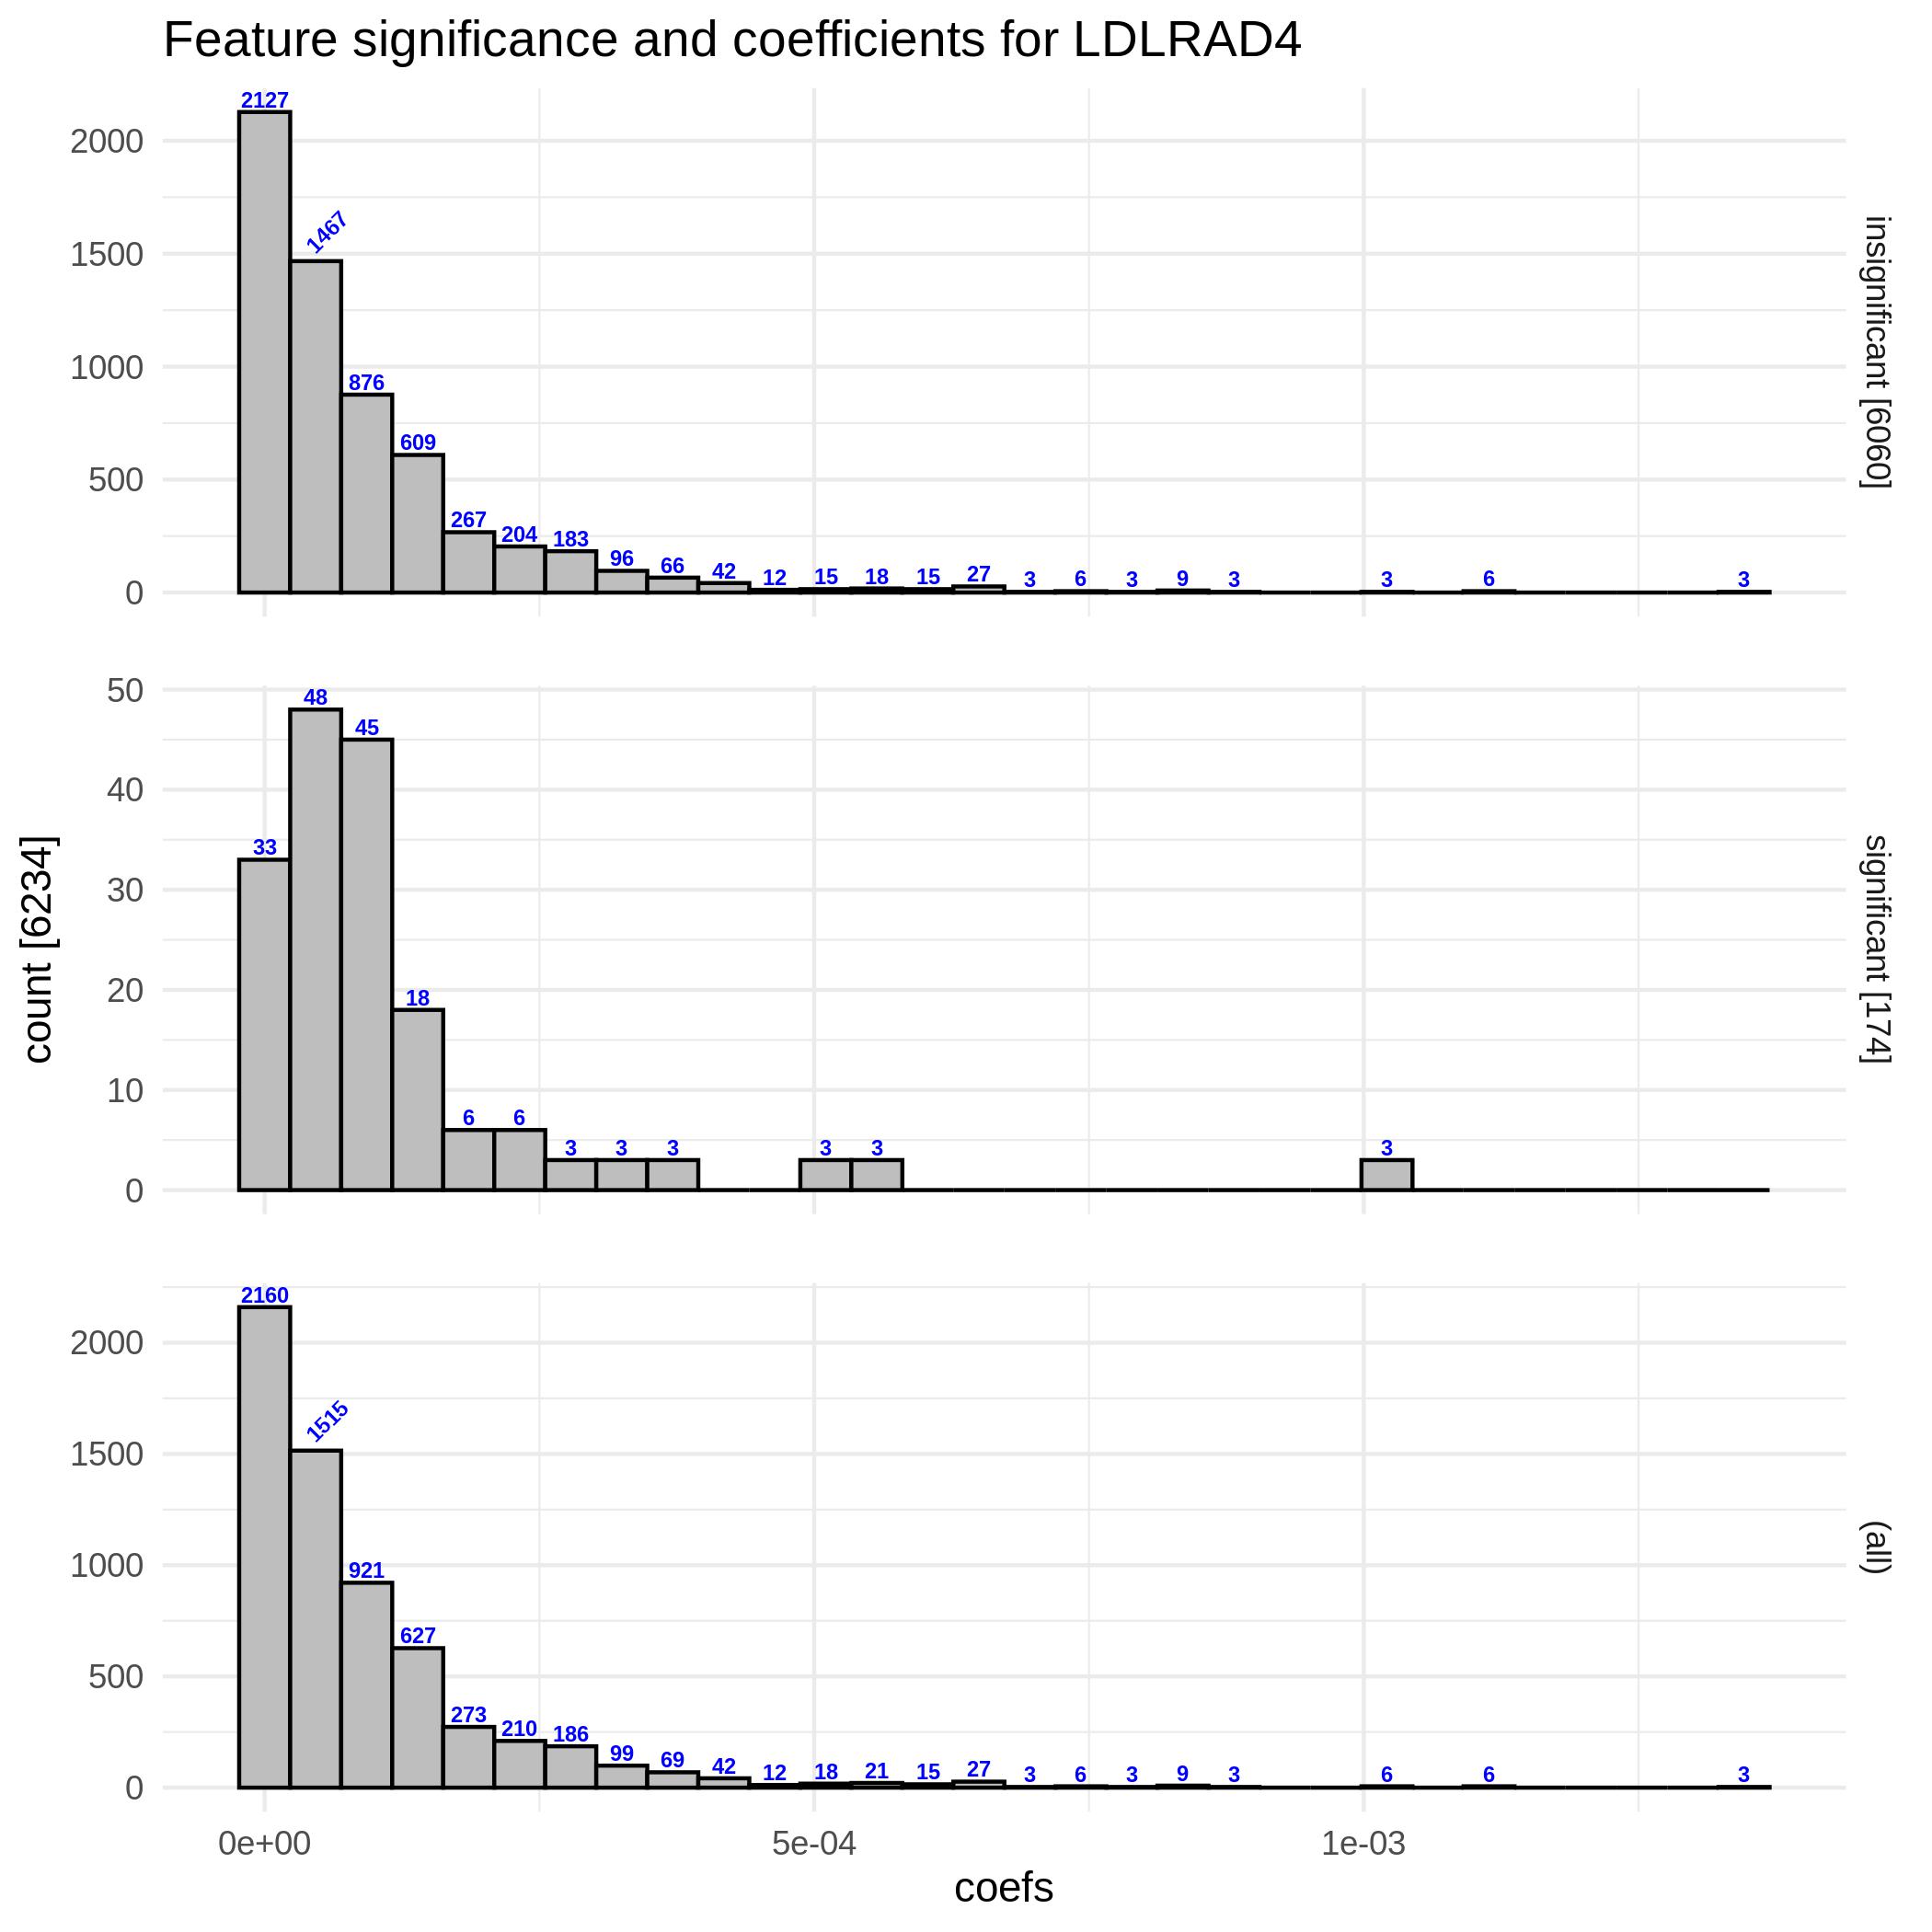 Feature significance and coefficients for LDLRAD4
2127
1467
876
609
267 204 183 96 66 42 12 15 18 15 27 3 6 3 9 3 3 6 3
2000
1500
1000
500
0
insignificant [6060]
48
45
33
18
6 6 3 3 3 3 3 3
50
40
30
20
10
0
significant [174]
count [6234]
2160
1515
921
627
273 210 186 99 69 42 12 18 21 15 27 3 6 3 9 3 6 6 3
2000
1500
1000
500
0
(all)
0e+00 5e-04 1e-03
coefs